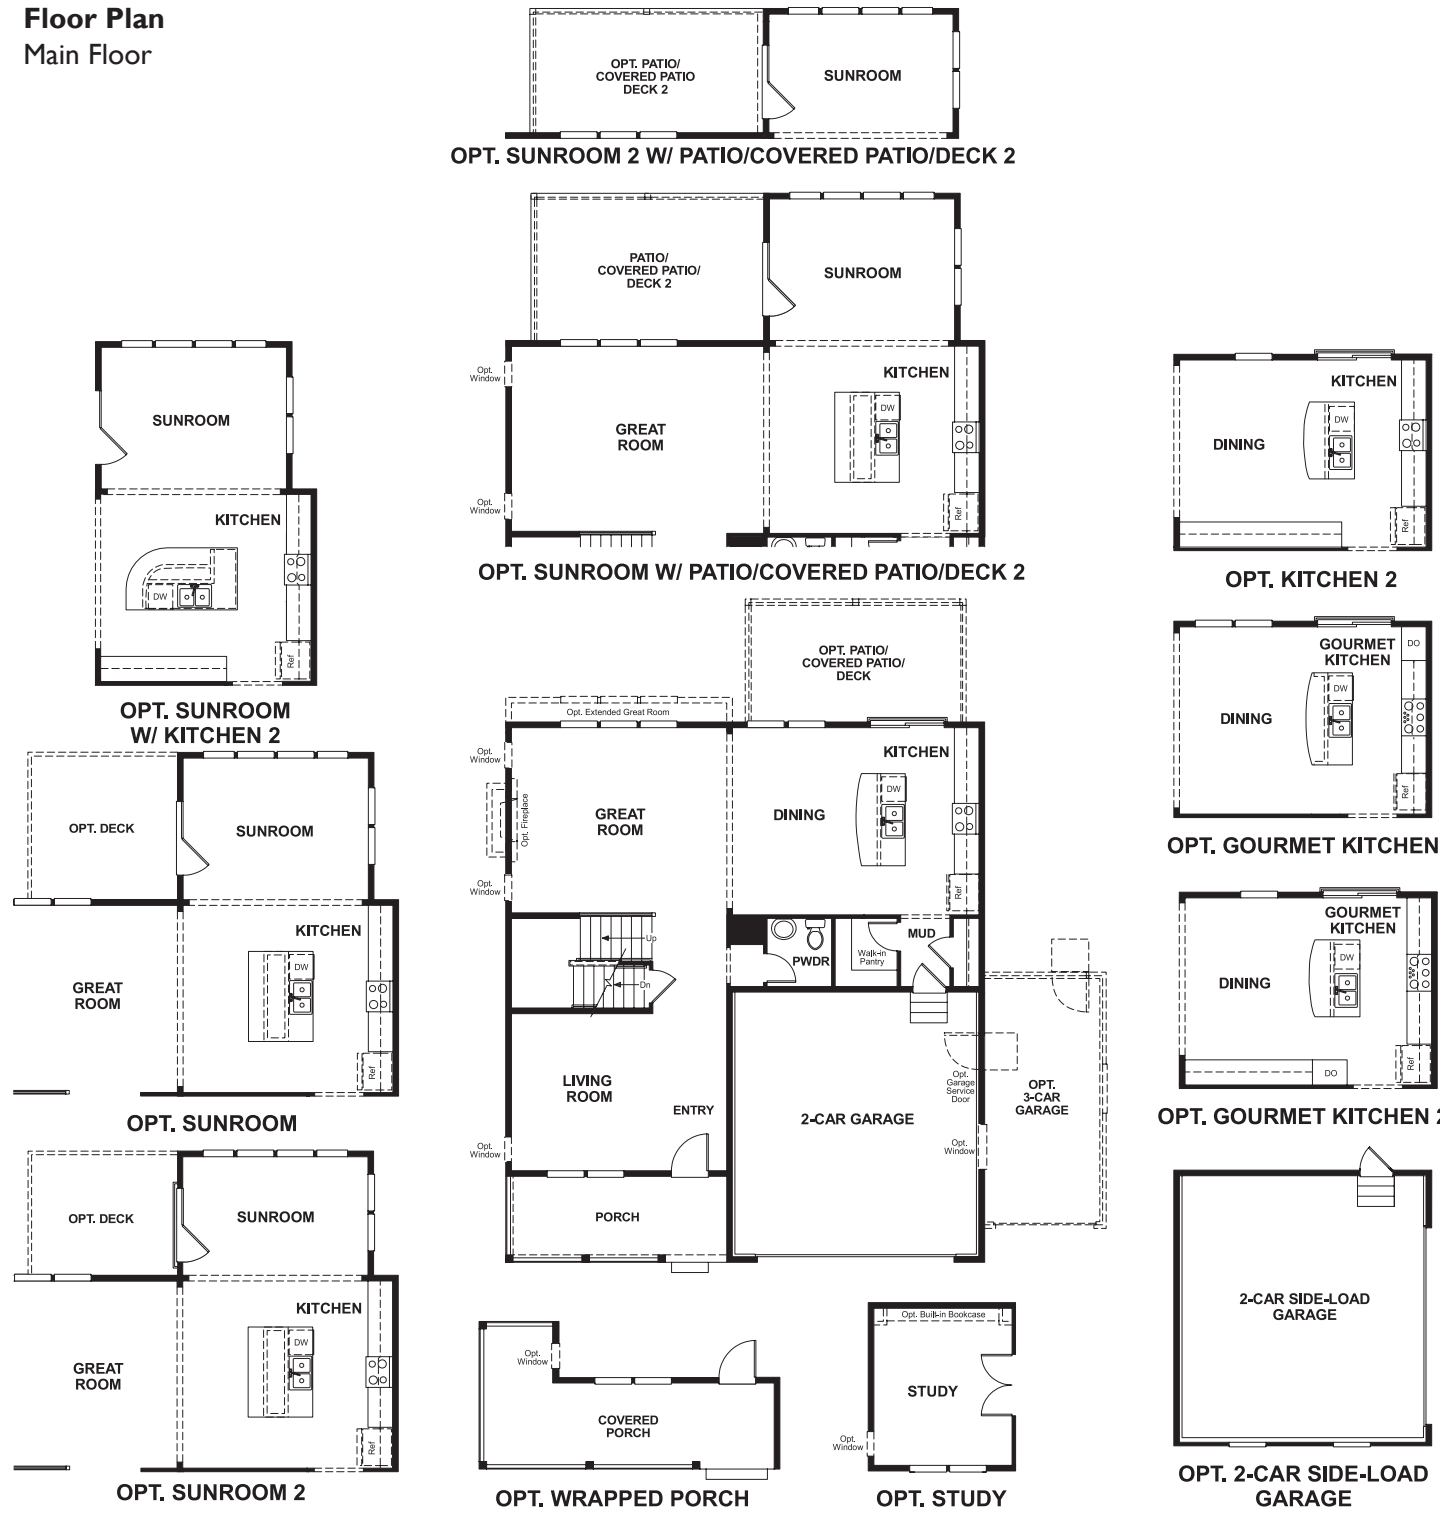 Floor Plan
Main Floor
OPT. PATIO/
COVERED PATIO
DECK 2
SUNROOM
OPT. SUNROOM 2 W/ PATIO/COVERED PATIO/DECK 2
PATIO/
COVERED PATIO/
DECK 2
SUNROOM
Opt.
Window
KITCHEN
DW
GREAT
ROOM
Opt.
Window
Ref
OPT. SUNROOM W/ PATIO/COVERED PATIO/DECK 2
SUNROOM
KITCHEN
DW
Ref
OPT. SUNROOM
W/ KITCHEN 2
KITCHEN
DW
DINING
Ref
OPT. KITCHEN 2
GOURMET
KITCHEN
DO
DW
DINING
Ref
OPT. GOURMET KITCHEN
GOURMET
KITCHEN
DW
DINING
Ref
DO
OPT. GOURMET KITCHEN 2
OPT. PATIO/
COVERED PATIO/
DECK
Opt. Extended Great Room
Opt.
Window
KITCHEN
DW
Opt. Fireplace
GREAT
ROOM
DINING
Opt.
Window
Ref
Up
Dn
PWDR
Walk-in
Pantry
MUD
LIVING
ROOM
ENTRY
Opt.
Garage
Service
Door
OPT.
3-CAR
GARAGE
2-CAR GARAGE
Opt.
Window
Opt.
Window
PORCH
OPT. DECK
SUNROOM
KITCHEN
DW
GREAT
ROOM
Ref
OPT. SUNROOM
OPT. DECK
SUNROOM
KITCHEN
DW
GREAT
ROOM
Ref
OPT. SUNROOM 2
Opt.
Window
COVERED
PORCH
OPT. WRAPPED PORCH
Opt. Built-in Bookcase
STUDY
Opt.
Window
OPT. STUDY
2-CAR SIDE-LOAD
GARAGE
OPT. 2-CAR SIDE-LOAD
GARAGE